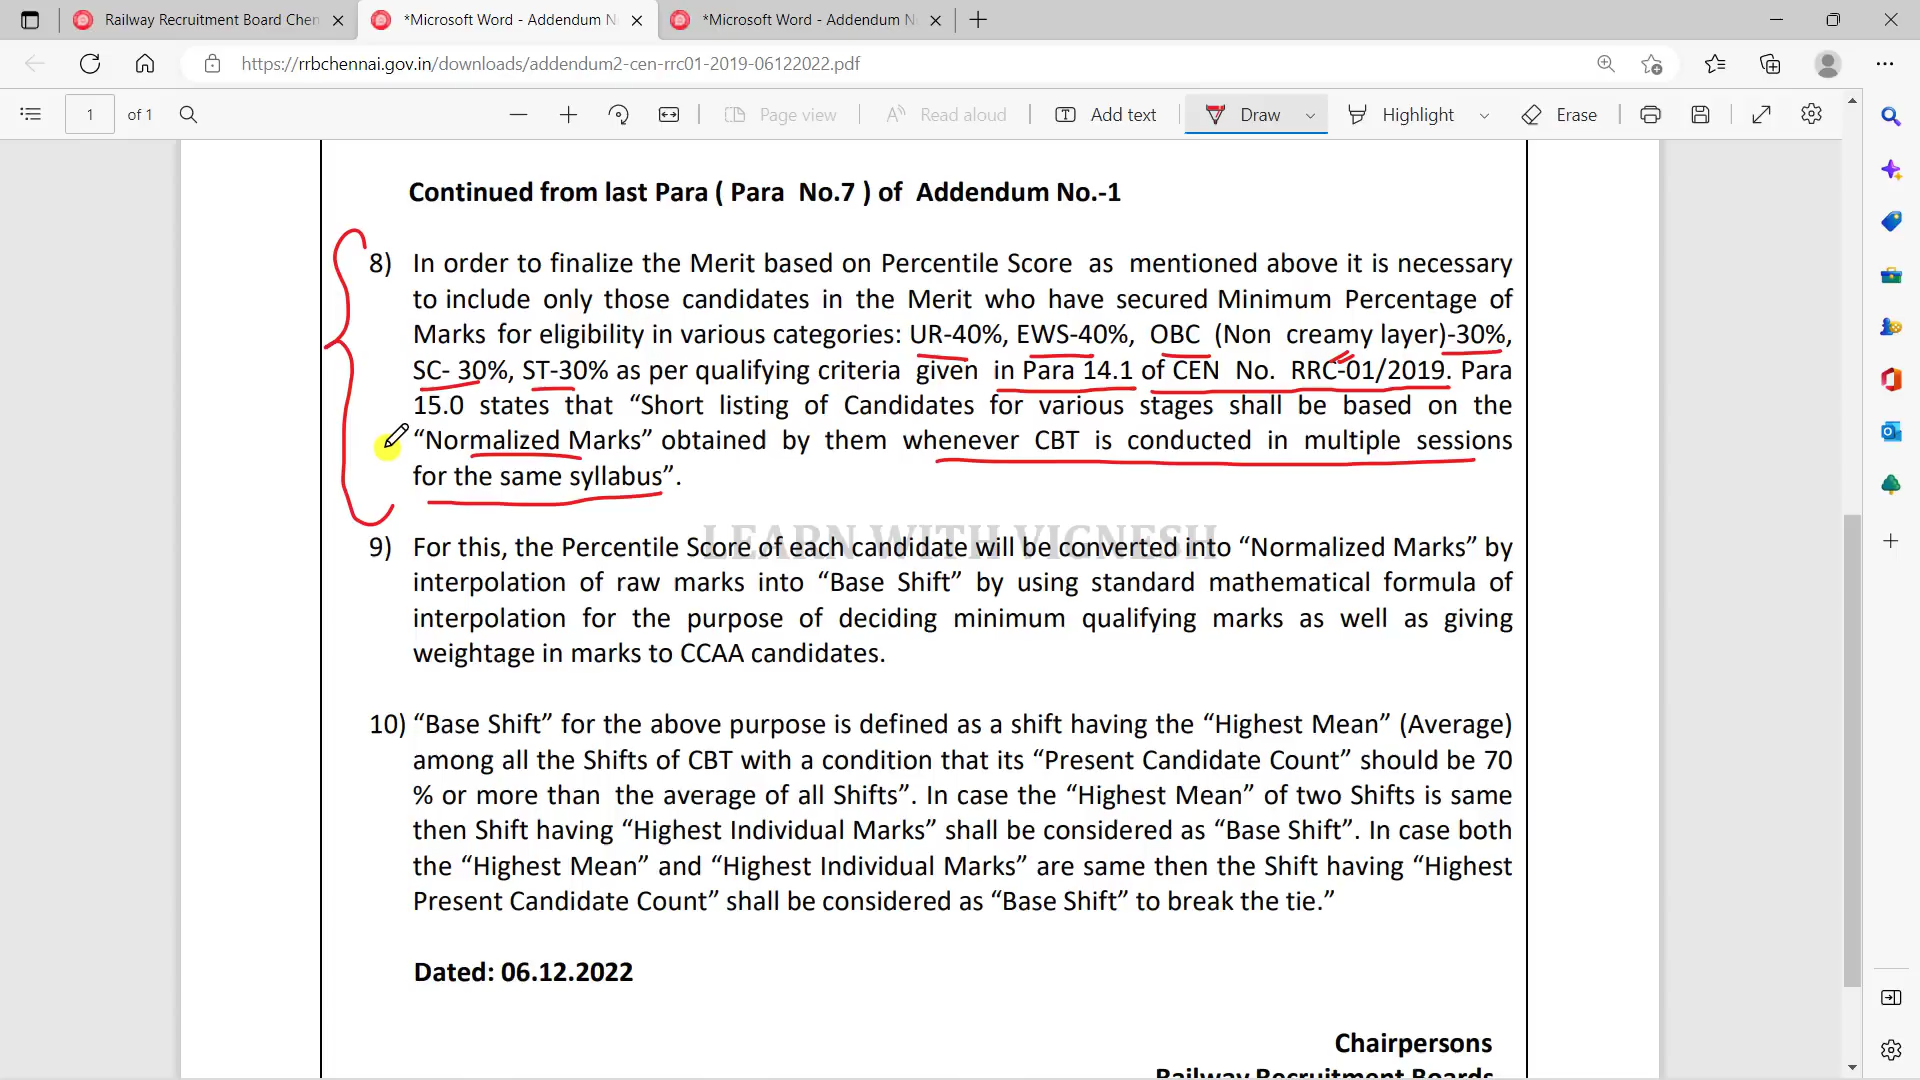 Railway Recruitment Board Chen
*Microsoft Word - Addendum N
*Microsoft Word - Addendum N
https://rrbchennai.gov.in/downloads/addendum2-cen-rrc01-2019-06122022.pdf
1 of 1 Page view Read aloud Add text Draw Highlight Erase
Continued from last Para ( Para No.7 ) of Addendum No.-1
8) In order to finalize the Merit based on Percentile Score as mentioned above it is necessary
to include only those candidates in the Merit who have secured Minimum Percentage of
Marks for eligibility in various categories: UR-40%, EWS-40%, OBC (Non creamy layer)-30%,
SC- 30%, ST-30% as per qualifying criteria given in Para 14.1 of CEN No. RRC-01/2019. Para
15.0 states that “Short listing of Candidates for various stages shall be based on the
“Normalized Marks” obtained by them whenever CBT is conducted in multiple sessions
for the same syllabus”.
LEARN WITH VIGNESH
9) For this, the Percentile Score of each candidate will be converted into “Normalized Marks” by
interpolation of raw marks into “Base Shift” by using standard mathematical formula of
interpolation for the purpose of deciding minimum qualifying marks as well as giving
weightage in marks to CCAA candidates.
10) “Base Shift” for the above purpose is defined as a shift having the “Highest Mean” (Average)
among all the Shifts of CBT with a condition that its “Present Candidate Count” should be 70
% or more than the average of all Shifts”. In case the “Highest Mean” of two Shifts is same
then Shift having “Highest Individual Marks” shall be considered as “Base Shift”. In case both
the “Highest Mean” and “Highest Individual Marks” are same then the Shift having “Highest
Present Candidate Count” shall be considered as “Base Shift” to break the tie.”
Dated: 06.12.2022
Chairpersons
Railway Recruitment Boards